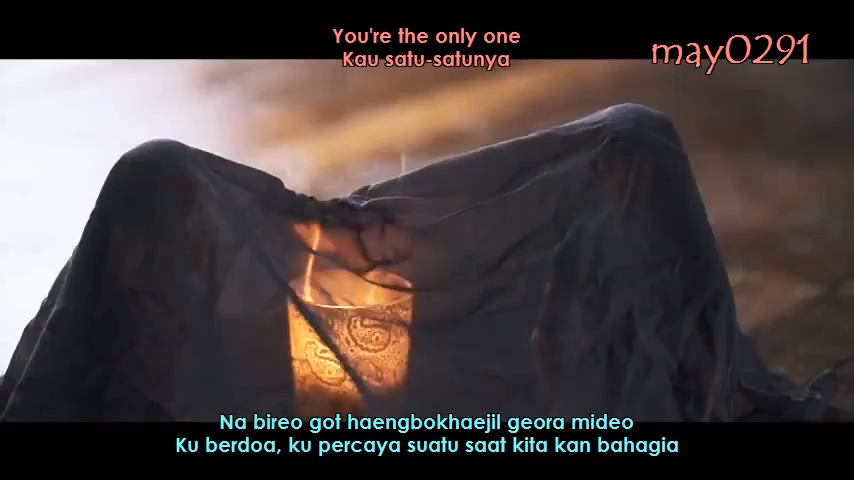 You're the only one
Kau satu-satunya
may0291
Na bireo got haengbokhaejil geora mideo
Ku berdoa, ku percaya suatu saat kita kan bahagia